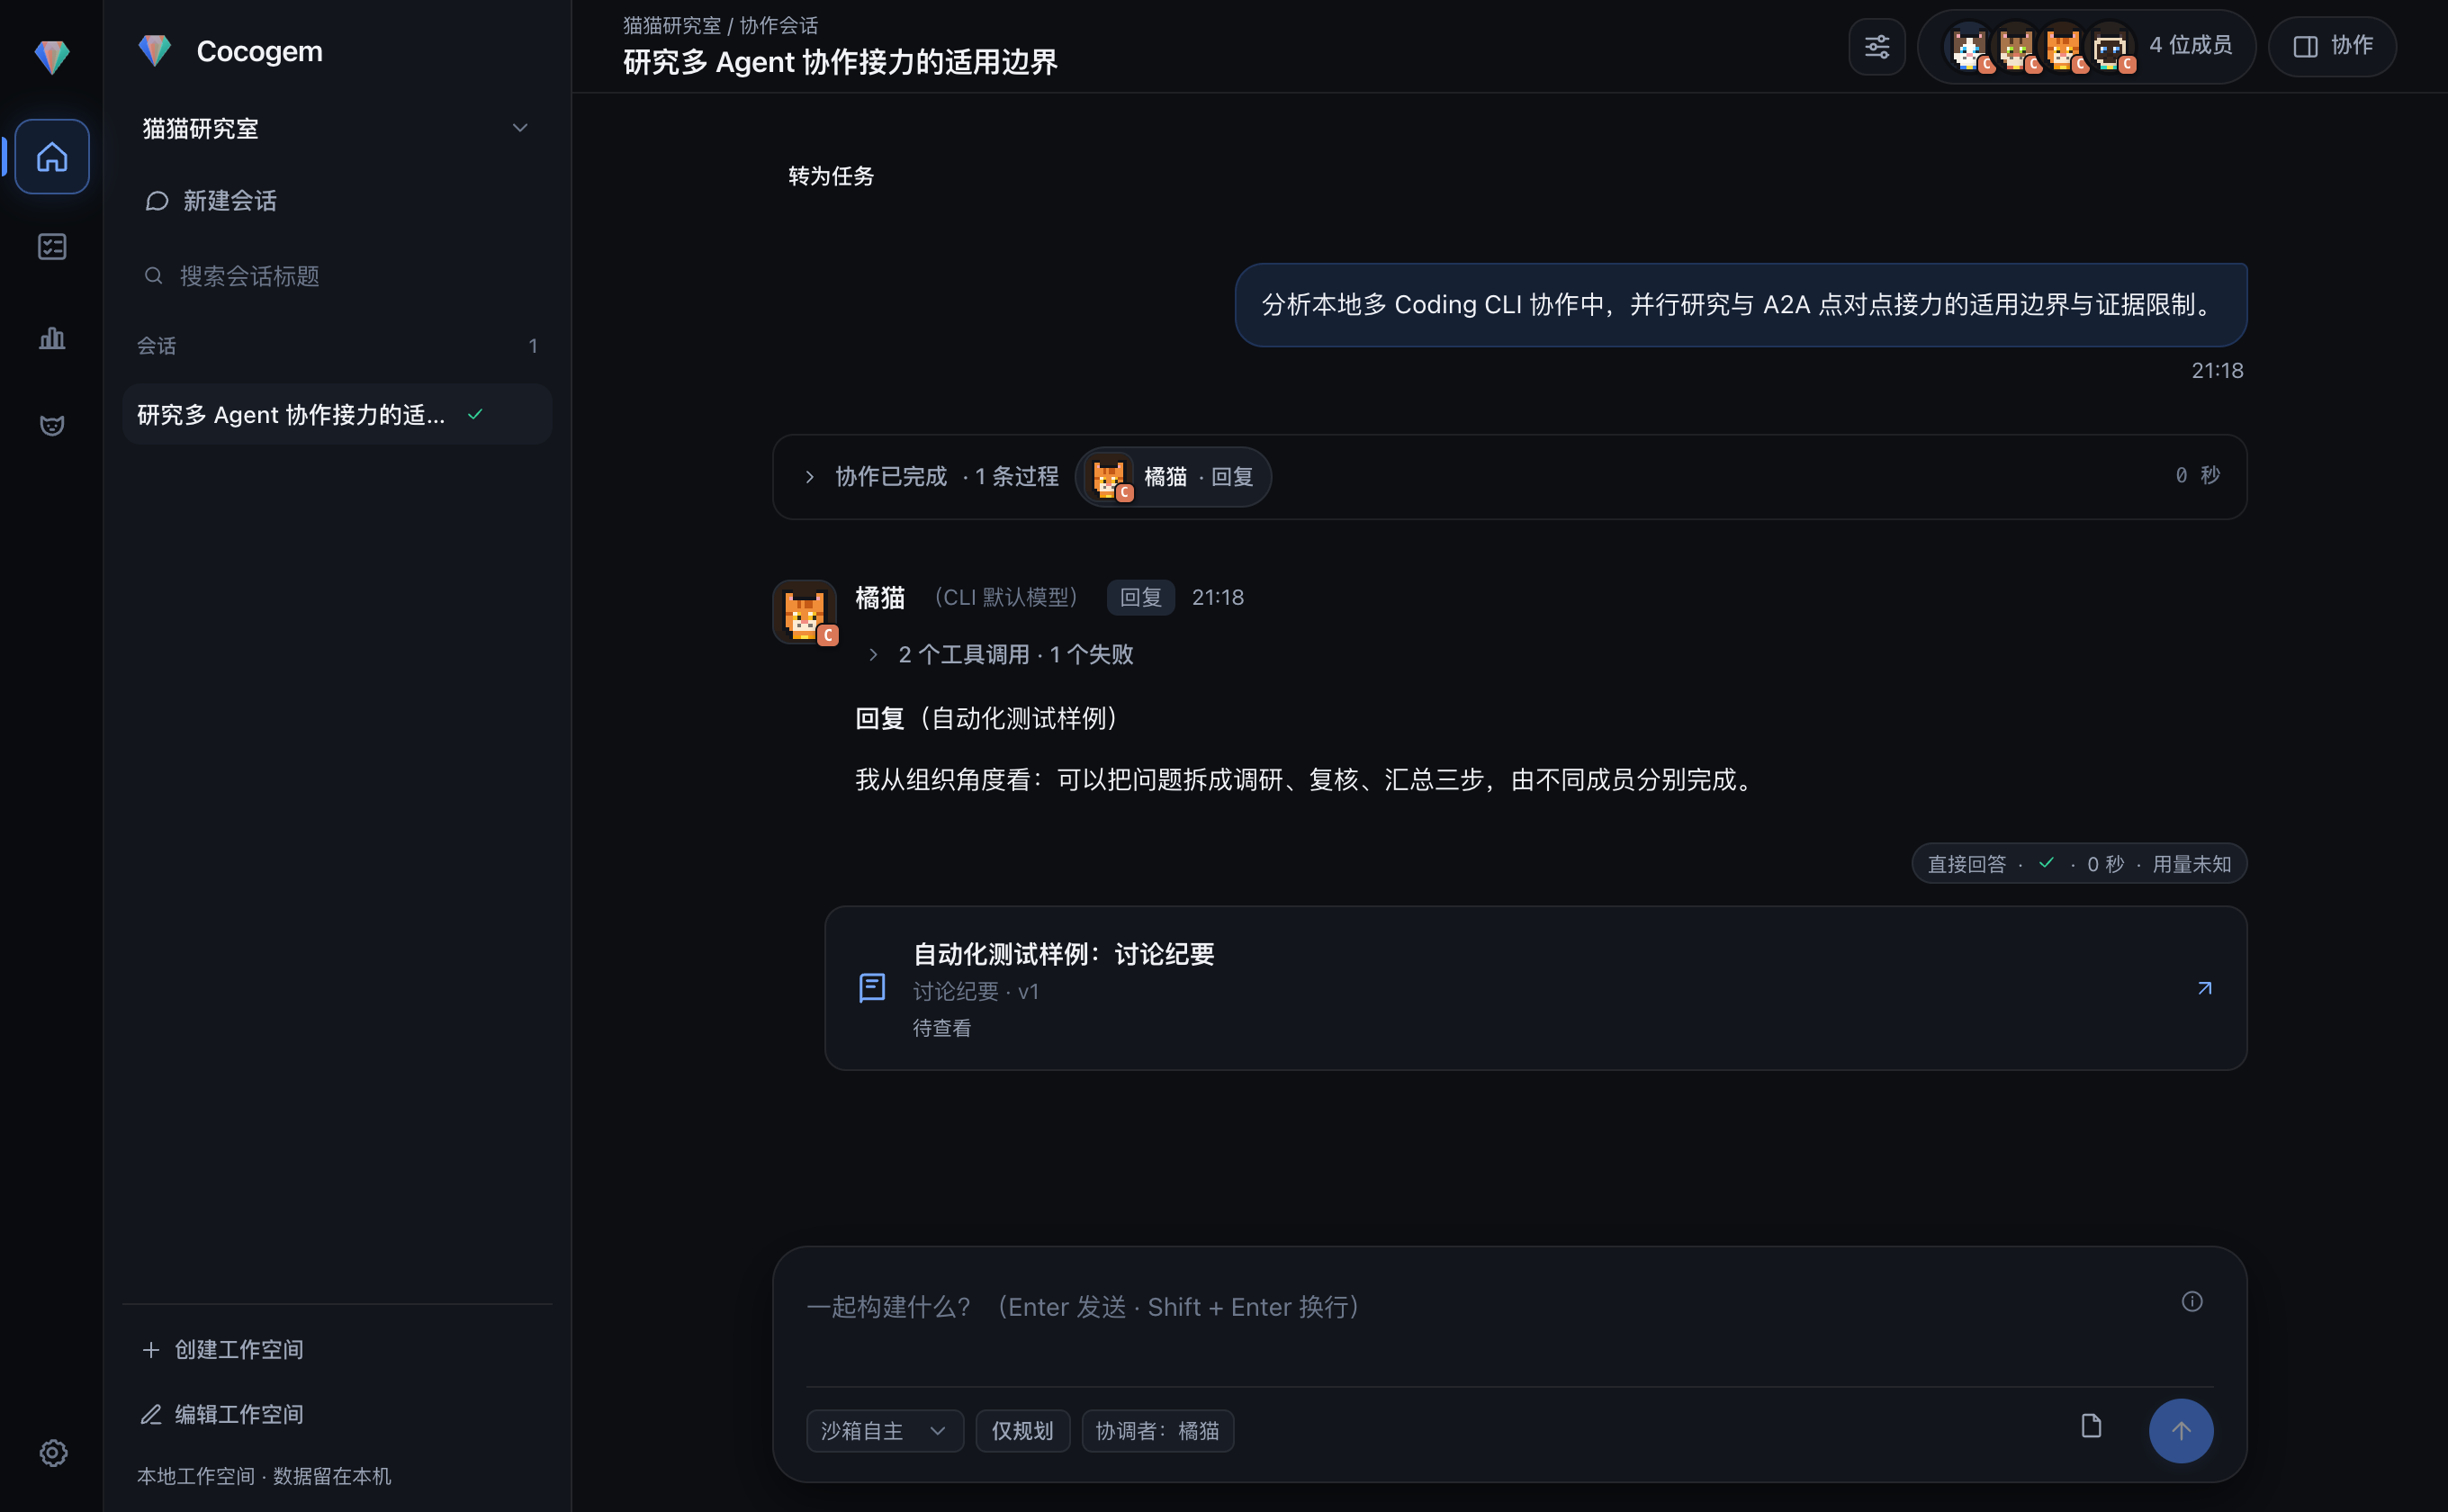 Cocogem
猫猫研究室
新建会话
搜索会话标题
会话 1
研究多 Agent 协作接力的适...
创建工作空间
编辑工作空间
本地工作空间 · 数据留在本机
猫猫研究室 / 协作会话
研究多 Agent 协作接力的适用边界
C C C C 4 位成员
协作
转为任务
分析本地多 Coding CLI 协作中，并行研究与 A2A 点对点接力的适用边界与证据限制。
21:18
协作已完成 · 1 条过程 C 橘猫 · 回复 0 秒
C 橘猫 （CLI 默认模型） 回复 21:18
2 个工具调用 · 1 个失败
回复（自动化测试样例）
我从组织角度看：可以把问题拆成调研、复核、汇总三步，由不同成员分别完成。
直接回答 · · 0 秒 · 用量未知
自动化测试样例：讨论纪要
讨论纪要 · v1
待查看
一起构建什么？（Enter 发送 · Shift + Enter 换行）
沙箱自主 仅规划 协调者：橘猫